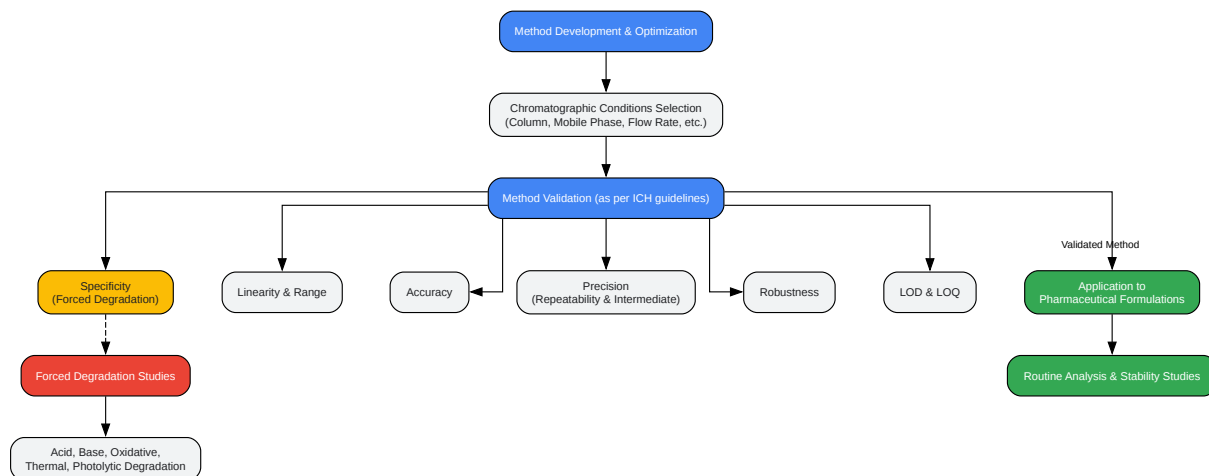 Method Development & Optimization
Chromatographic Conditions Selection
(Column, Mobile Phase, Flow Rate, etc.)
Method Validation (as per ICH guidelines)
Validated Method
Specificity
(Forced Degradation)
Linearity & Range
Accuracy
Precision
(Repeatability & Intermediate)
Robustness
LOD & LOQ
Application to
Pharmaceutical Formulations
Forced Degradation Studies
Routine Analysis & Stability Studies
Acid, Base, Oxidative,
Thermal, Photolytic Degradation